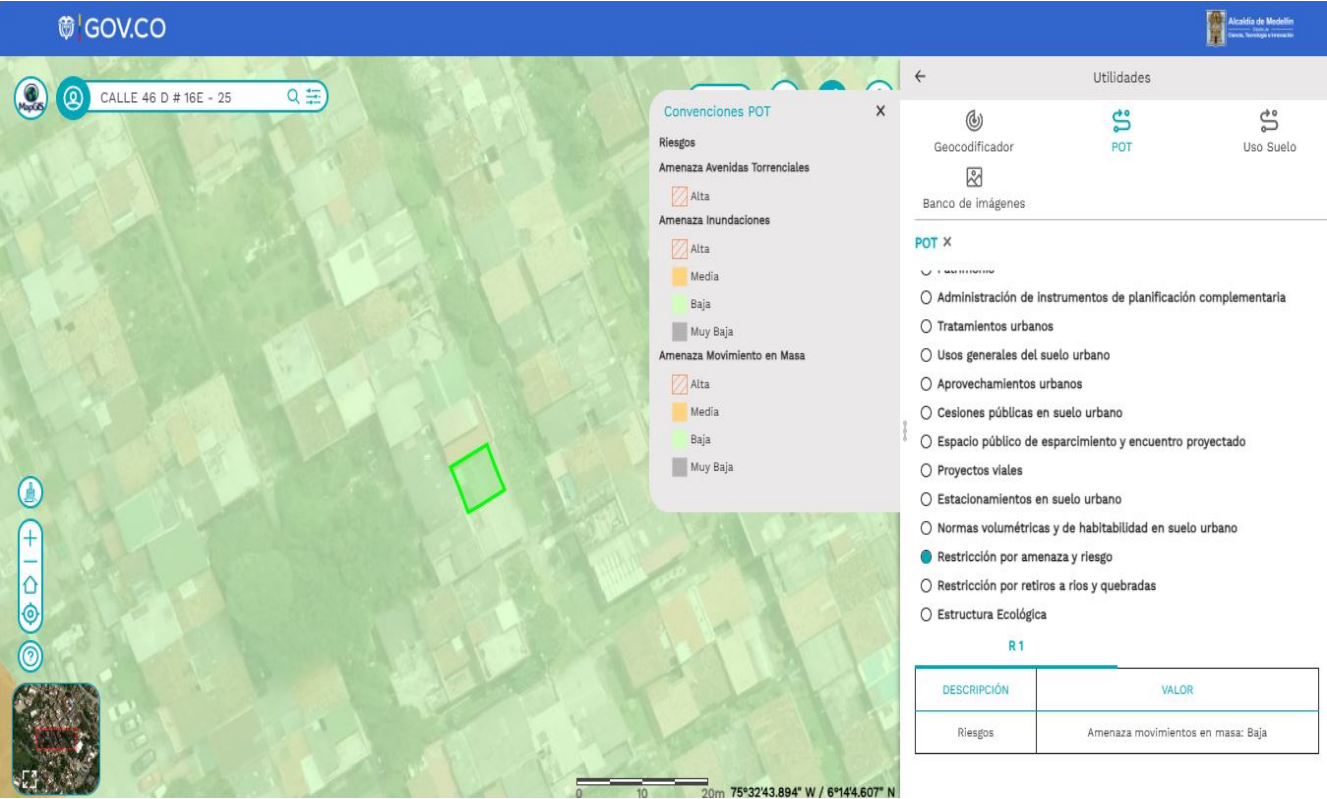 GOV.CO
Alcaldía de Medellín
MapGIS
CALLE 46 D # 16E - 25
Convenciones POT
X
Riesgos
Amenaza Avenidas Torrenciales
Alta
Amenaza Inundaciones
Alta
Media
Baja
Muy Baja
Amenaza Movimiento en Masa
Alta
Media
Baja
Muy Baja
0 10 20m 75°32'43.894" W / 6°14'4.607" N
Utilidades
Geocodificador
POT
Uso Suelo
Banco de imágenes
POT X
Patrimonio
Administración de instrumentos de planificación complementaria
Tratamientos urbanos
Usos generales del suelo urbano
Aprovechamientos urbanos
Cesiones públicas en suelo urbano
Espacio público de esparcimiento y encuentro proyectado
Proyectos viales
Estacionamientos en suelo urbano
Normas volumétricas y de habitabilidad en suelo urbano
Restricción por amenaza y riesgo
Restricción por retiros a ríos y quebradas
Estructura Ecológica
R 1
DESCRIPCIÓN VALOR
Riesgos Amenaza movimientos en masa: Baja